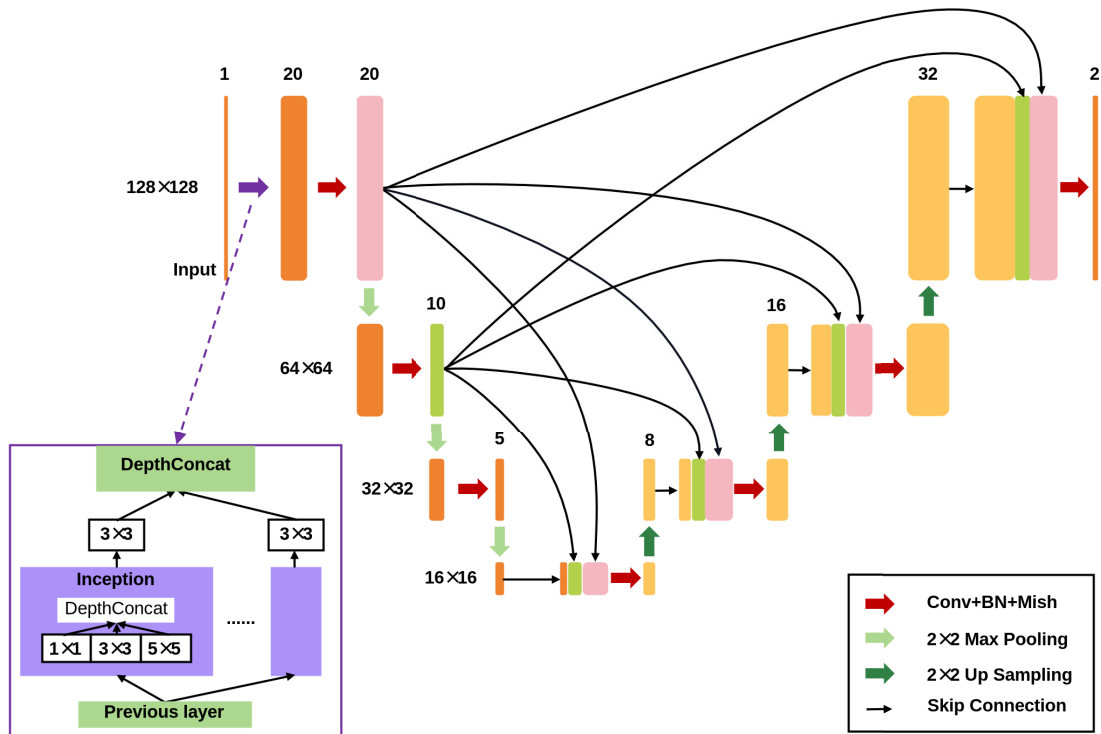 1
20
20
32
2
128×128
Input
10
16
64×64
5
8
32×32
16×16
DepthConcat
3×3
3×3
Inception
DepthConcat
......
1×1
3×3
5×5
Previous layer
Conv+BN+Mish
2×2 Max Pooling
2×2 Up Sampling
Skip Connection